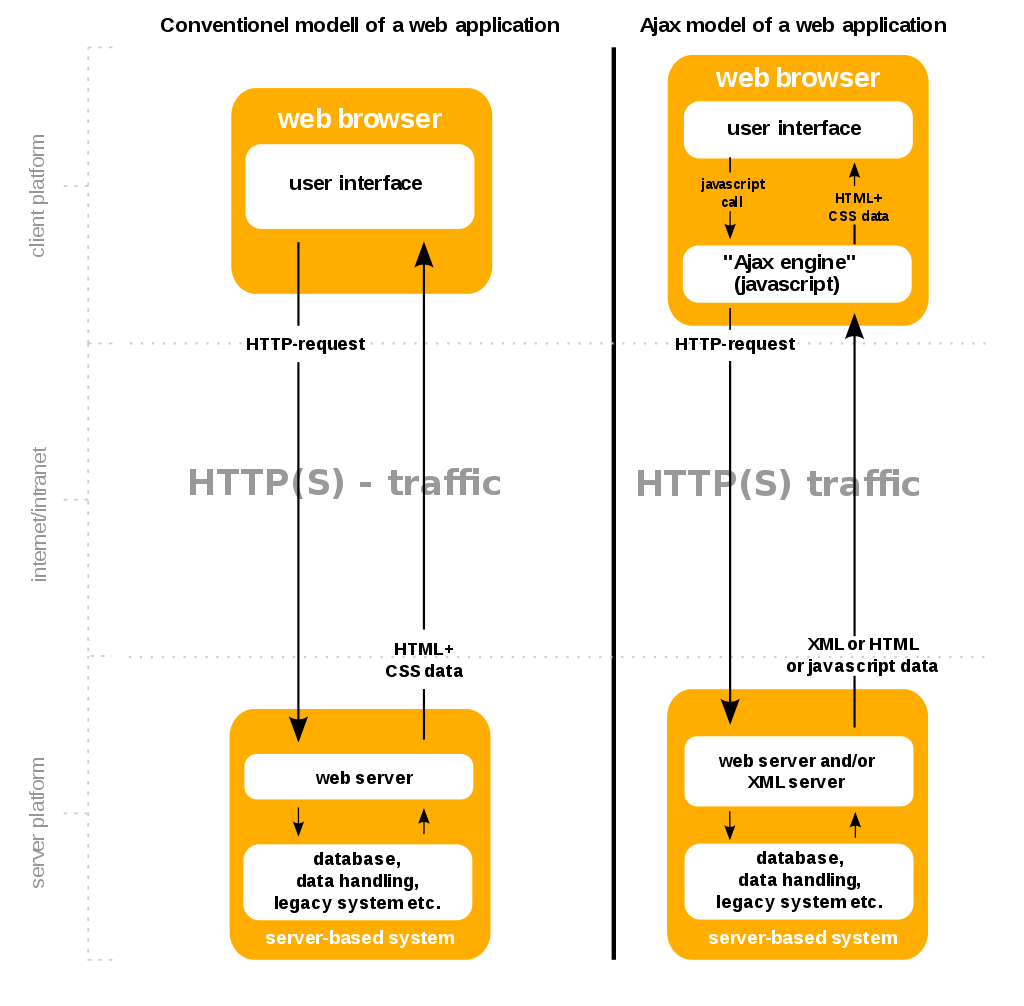 Conventionel modell of a web application
web browser
user interface
HTTP-request
HTTP(S) - traffic
HTML+
CSS data
web server
database,
data handling,
legacy system etc.
server-based system
Ajax model of a web application
web browser
user interface
javascript
call
HTML+
CSS data
"Ajax engine"
(javascript)
HTTP-request
HTTP(S) traffic
XML or HTML
or javascript data
web server and/or
XML server
database,
data handling,
legacy system etc.
server-based system
client platform
internet/intranet
server platform